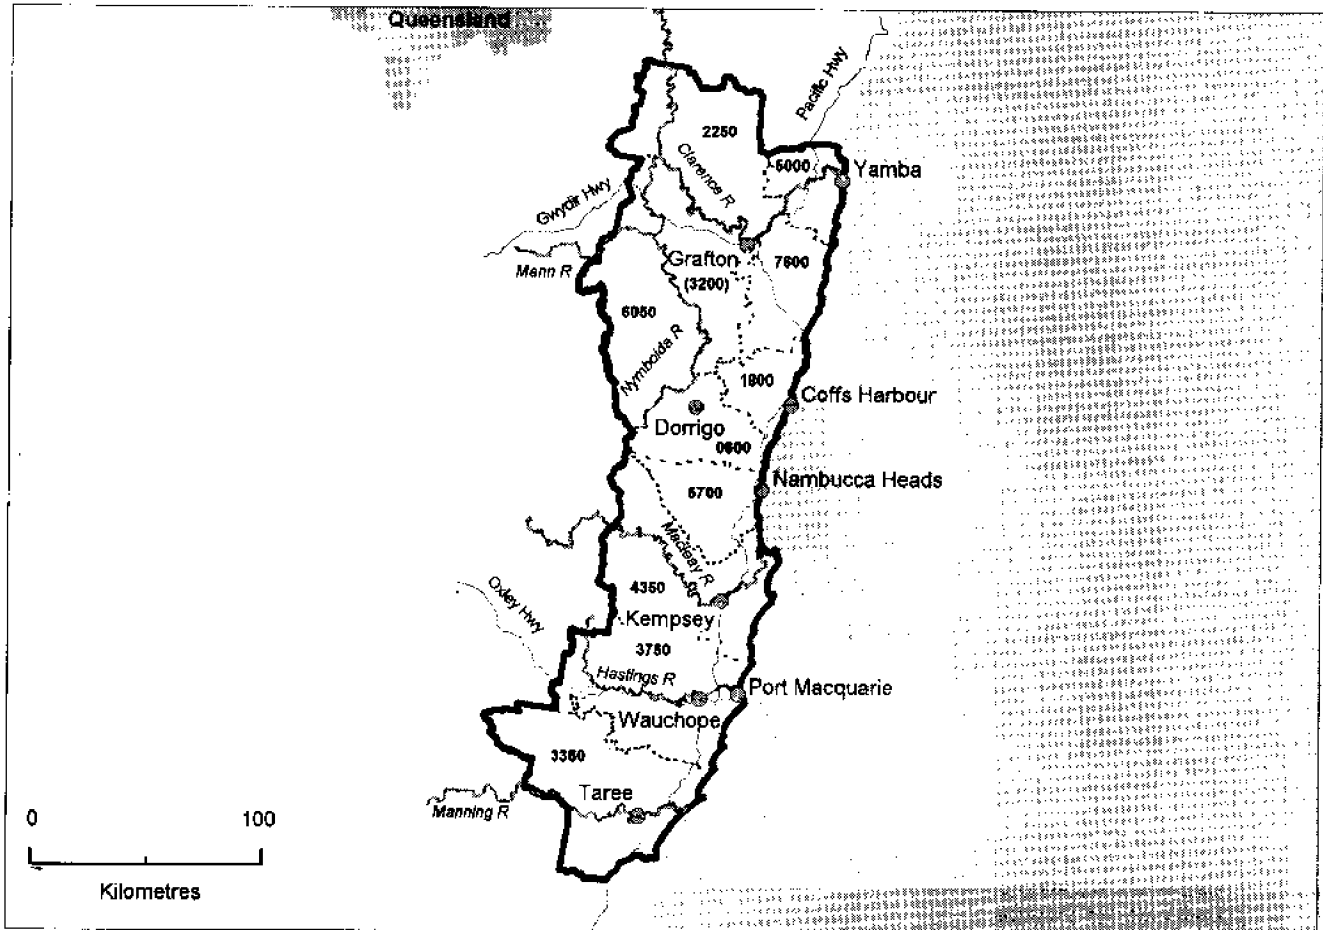 Queensland
Pacific Hwy
2250
5000
Clarence R
Yamba
Gwydir Hwy
Grafton
(3200)
7600
Mann R
6050
Nymboida R
1800
Coffs Harbour
Dorrigo
0600
Nambucca Heads
5700
Macleay R
4350
Oxley Hwy
Kempsey
3750
Hastings R
Port Macquarie
Wauchope
3350
Taree
Manning R
0 100
Kilometres